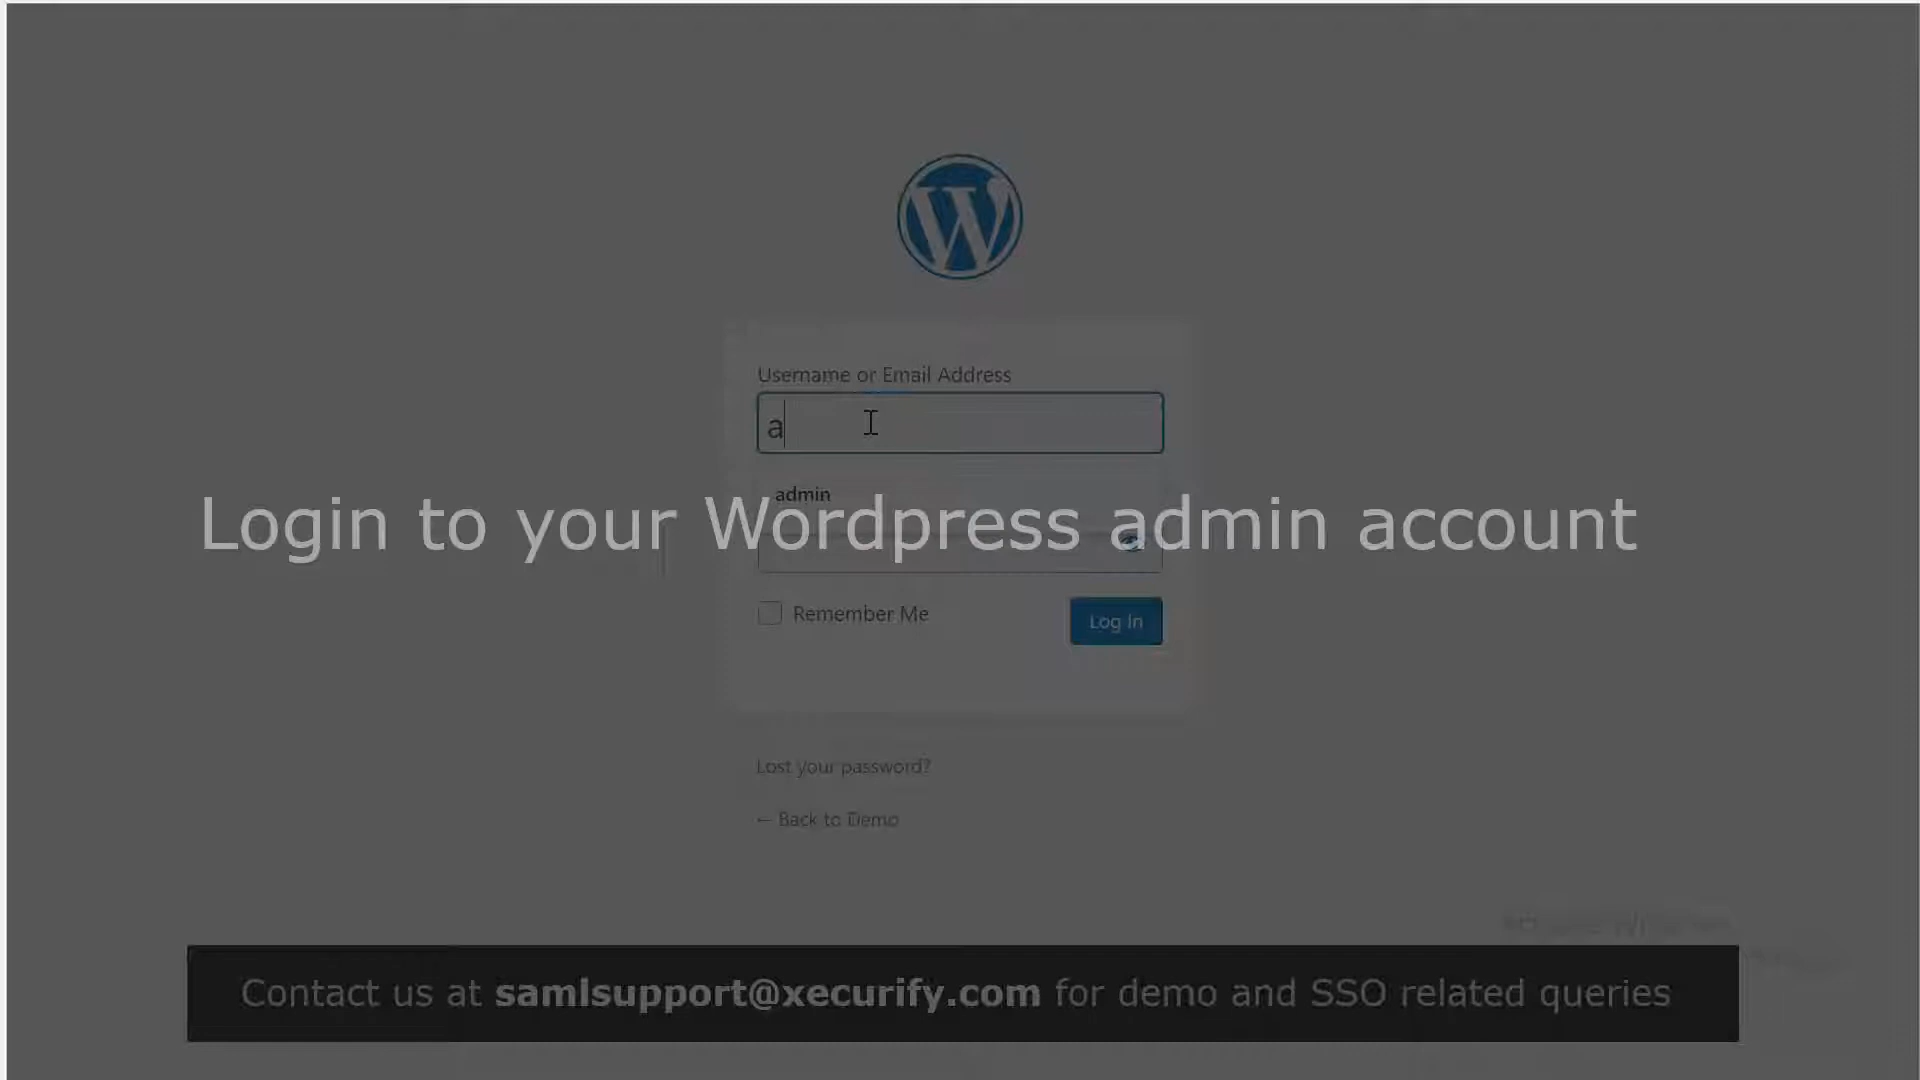 Username or Email Address
a
admin
Login to your Wordpress admin account
Remember Me
Log In
Lost your password?
← Back to Demo
Contact us at samlsupport@xecurify.com for demo and SSO related queries